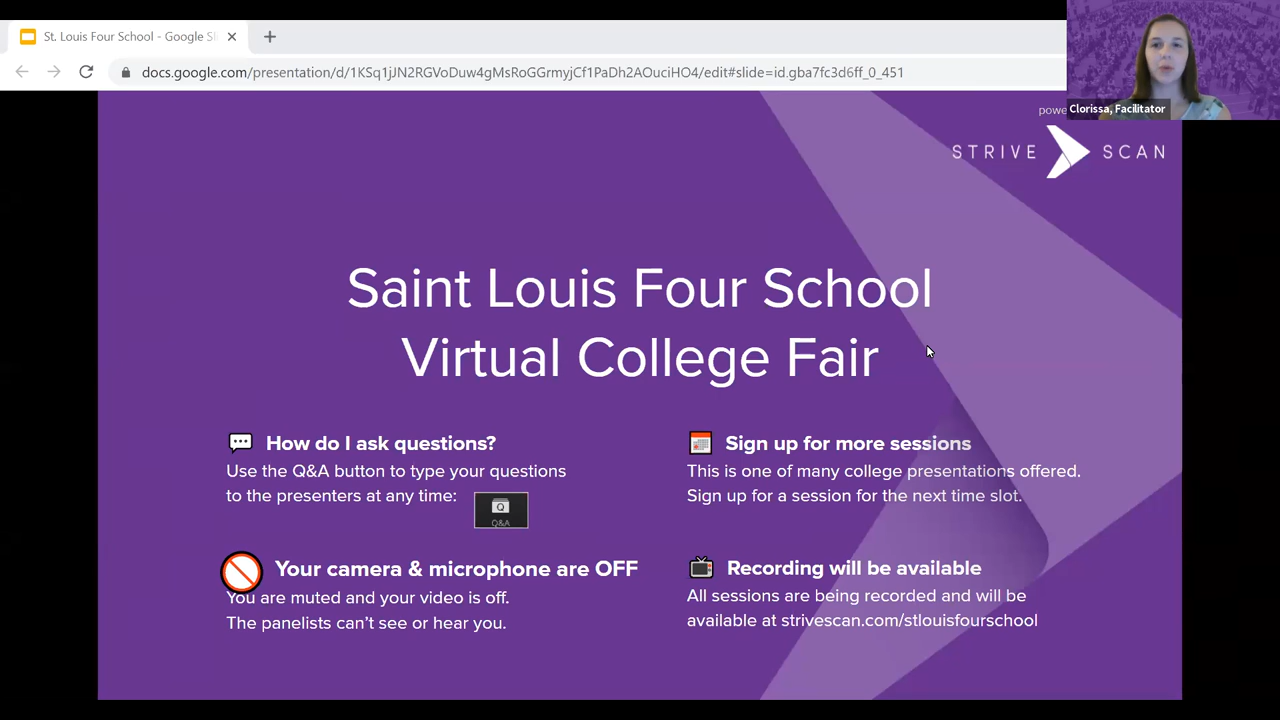 St. Louis Four School - Google Sl
docs.google.com/presentation/d/1KSq1jJN2RGVoDuw4gMsRoGGrmyjCf1PaDh2AOuciHO4/edit#slide=id.gba7fc3d6ff_0_451
Clorissa, Facilitator
STRIVE SCAN
Saint Louis Four School
Virtual College Fair
How do I ask questions?
Use the Q&A button to type your questions
to the presenters at any time:
Q
Q&A
Sign up for more sessions
This is one of many college presentations offered.
Sign up for a session for the next time slot.
Your camera & microphone are OFF
You are muted and your video is off.
The panelists can’t see or hear you.
Recording will be available
All sessions are being recorded and will be
available at strivescan.com/stlouisfourschool